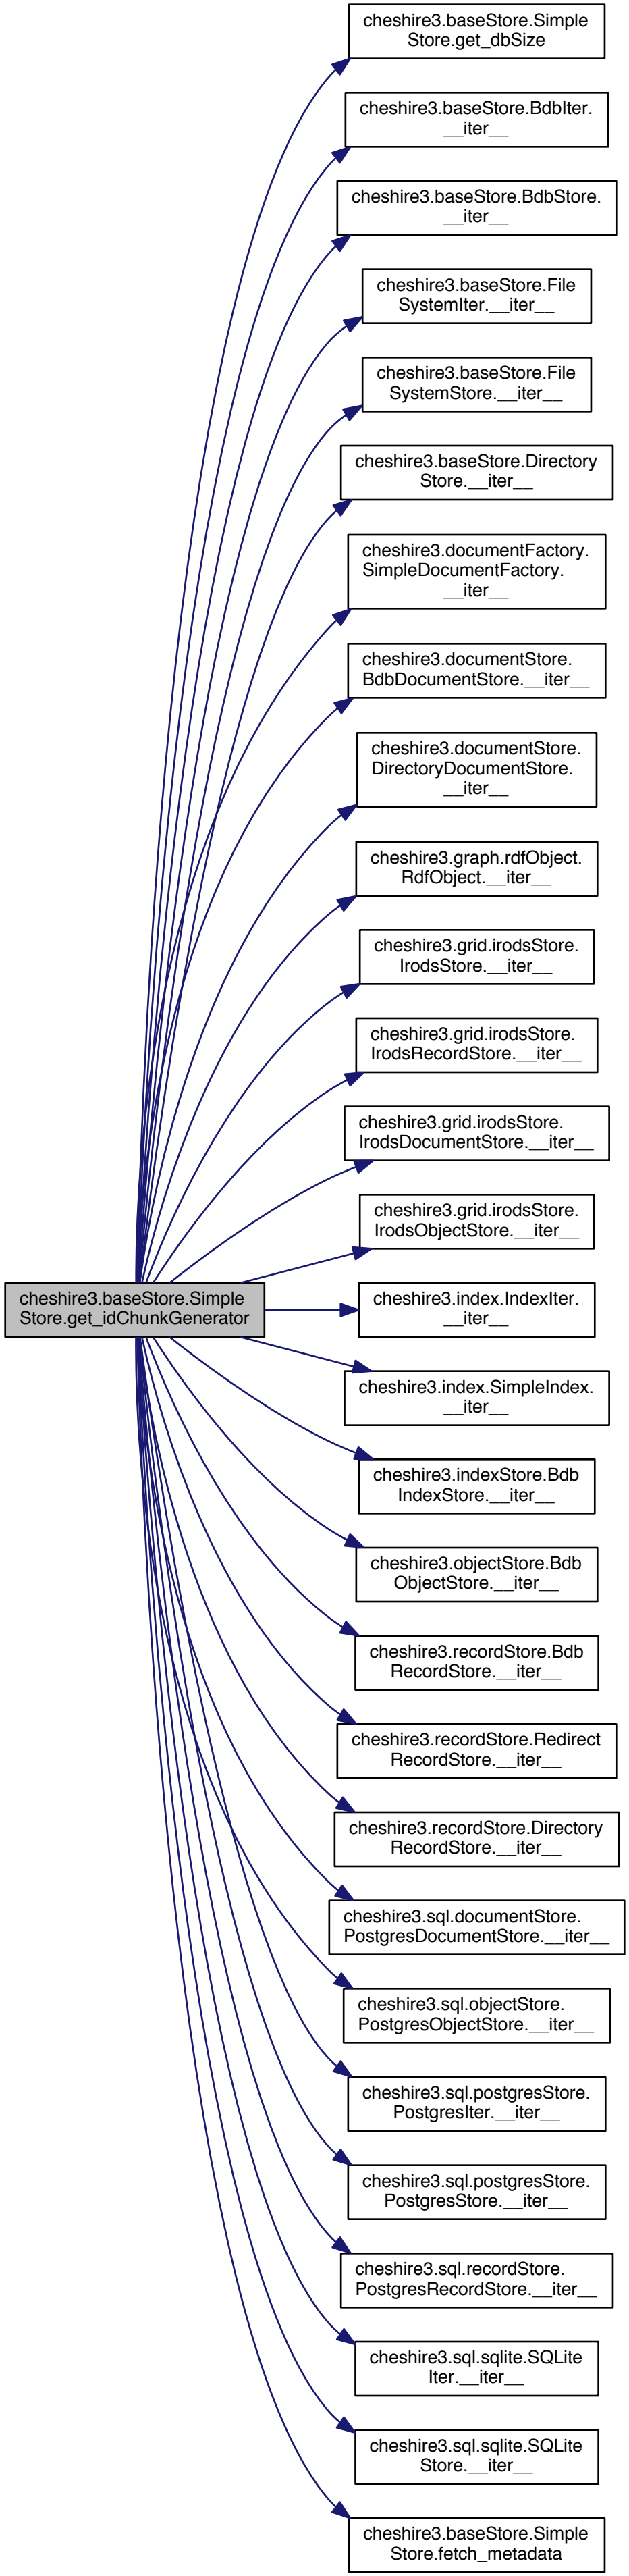 cheshire3.baseStore.Simple
Store.get_dbSize
cheshire3.baseStore.BdbIter.
__iter__
cheshire3.baseStore.BdbStore.
__iter__
cheshire3.baseStore.File
SystemIter.__iter__
cheshire3.baseStore.File
SystemStore.__iter__
cheshire3.baseStore.Directory
Store.__iter__
cheshire3.documentFactory.
SimpleDocumentFactory.
__iter__
cheshire3.documentStore.
BdbDocumentStore.__iter__
cheshire3.documentStore.
DirectoryDocumentStore.
__iter__
cheshire3.graph.rdfObject.
RdfObject.__iter__
cheshire3.grid.irodsStore.
IrodsStore.__iter__
cheshire3.grid.irodsStore.
IrodsRecordStore.__iter__
cheshire3.grid.irodsStore.
IrodsDocumentStore.__iter__
cheshire3.grid.irodsStore.
IrodsObjectStore.__iter__
cheshire3.baseStore.Simple
Store.get_idChunkGenerator
cheshire3.index.IndexIter.
__iter__
cheshire3.index.SimpleIndex.
__iter__
cheshire3.indexStore.Bdb
IndexStore.__iter__
cheshire3.objectStore.Bdb
ObjectStore.__iter__
cheshire3.recordStore.Bdb
RecordStore.__iter__
cheshire3.recordStore.Redirect
RecordStore.__iter__
cheshire3.recordStore.Directory
RecordStore.__iter__
cheshire3.sql.documentStore.
PostgresDocumentStore.__iter__
cheshire3.sql.objectStore.
PostgresObjectStore.__iter__
cheshire3.sql.postgresStore.
PostgresIter.__iter__
cheshire3.sql.postgresStore.
PostgresStore.__iter__
cheshire3.sql.recordStore.
PostgresRecordStore.__iter__
cheshire3.sql.sqlite.SQLite
Iter.__iter__
cheshire3.sql.sqlite.SQLite
Store.__iter__
cheshire3.baseStore.Simple
Store.fetch_metadata